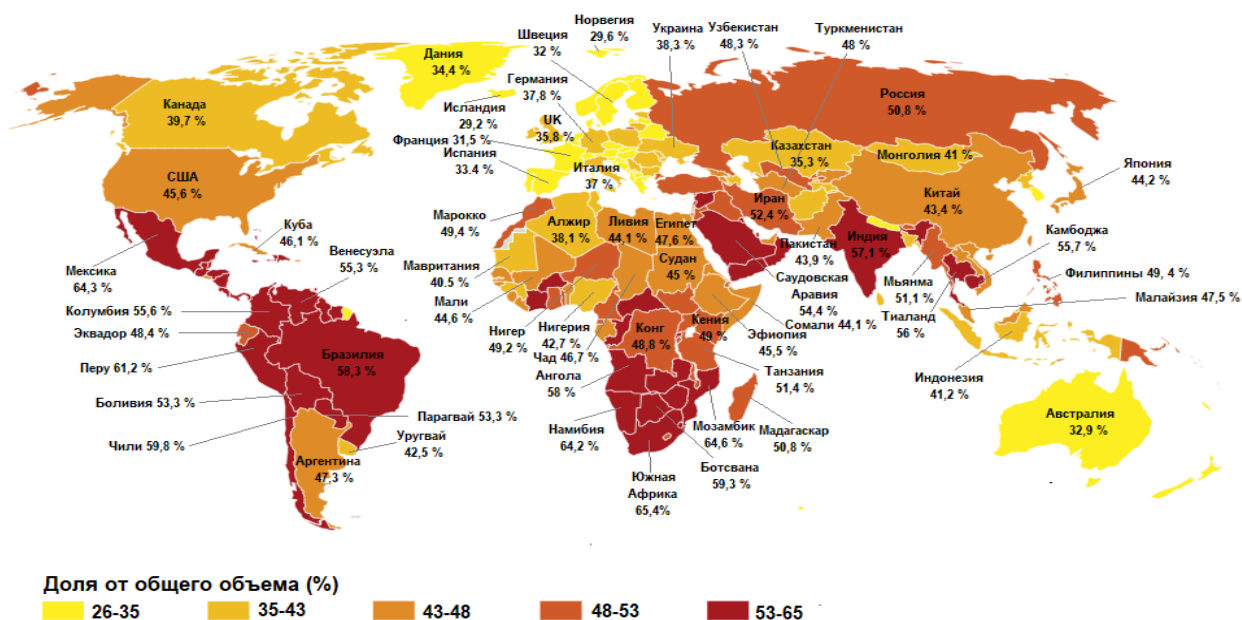 Норвегия
29,6 %
Швеция
32 %
Украина
38,3 %
Узбекистан
48,3 %
Туркменистан
48 %
Дания
34,4 %
Германия
37,8 %
Россия
50,8 %
Канада
39,7 %
Исландия
29,2 %
UK
35,8 %
Франция 31,5 %
Испания
33.4 %
Италия
37 %
Казахстан
35,3 %
Монголия 41 %
Япония
44,2 %
США
45,6 %
Китай
43,4 %
Иран
52,4 %
Марокко
49,4 %
Алжир
38,1 %
Ливия
44,1 %
Египет
47,6 %
Куба
46,1 %
Пакистан
43,9 %
Индия
57,1 %
Камбоджа
55,7 %
Венесуэла
55,3 %
Судан
45 %
Мексика
64,3 %
Мавритания
40.5 %
Саудовская
Аравия
54,4 %
Мьянма
51,1 %
Филиппины 49, 4 %
Малайзия 47,5 %
Мали
44,6 %
Колумбия 55,6 %
Эквадор 48,4 %
Нигер
49,2 %
Нигерия
42,7 %
Чад 46,7 %
Конг
48,8 %
Кения
49 %
Эфиопия
45,5 %
Сомали 44,1 %
Тиаланд
56 %
Перу 61,2 %
Бразилия
58,3 %
Ангола
58 %
Танзания
51,4 %
Индонезия
41,2 %
Боливия 53,3 %
Парагвай 53,3 %
Австралия
32,9 %
Чили 59,8 %
Уругвай
42,5 %
Намибия
64,2 %
Мозамбик
64,6 %
Мадагаскар
50,8 %
Аргентина
47,3 %
Ботсвана
59,3 %
Южная
Африка
65,4%
Доля от общего объема (%)
26-35
35-43
43-48
48-53
53-65